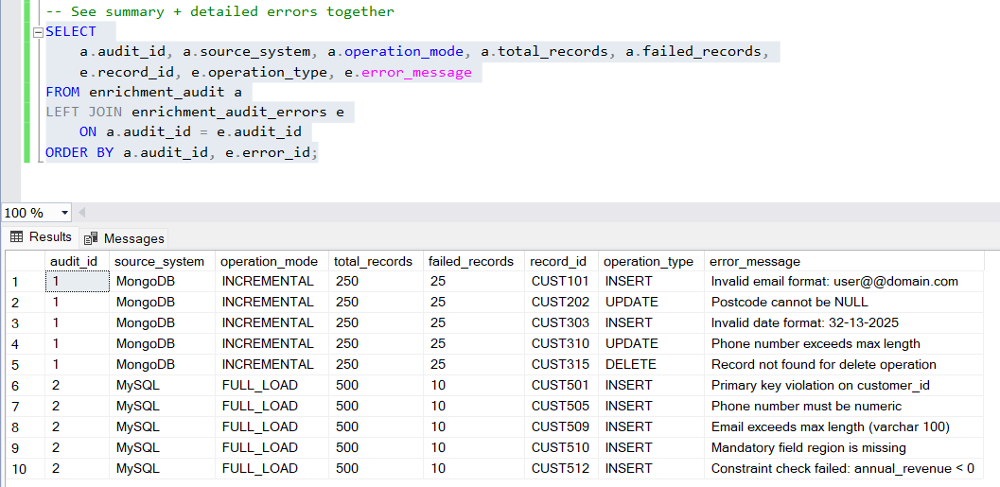 -- See summary + detailed errors together
SELECT
a.audit_id, a.source_system, a.operation_mode, a.total_records, a.failed_records,
e.record_id, e.operation_type, e.error_message
FROM enrichment_audit a
LEFT JOIN enrichment_audit_errors e
ON a.audit_id = e.audit_id
ORDER BY a.audit_id, e.error_id;
100 %
Results Messages
audit_id source_system operation_mode total_records failed_records record_id operation_type error_message
1 1 MongoDB INCREMENTAL 250 25 CUST101 INSERT Invalid email format: user@@domain.com
2 1 MongoDB INCREMENTAL 250 25 CUST202 UPDATE Postcode cannot be NULL
3 1 MongoDB INCREMENTAL 250 25 CUST303 INSERT Invalid date format: 32-13-2025
4 1 MongoDB INCREMENTAL 250 25 CUST310 UPDATE Phone number exceeds max length
5 1 MongoDB INCREMENTAL 250 25 CUST315 DELETE Record not found for delete operation
6 2 MySQL FULL_LOAD 500 10 CUST501 INSERT Primary key violation on customer_id
7 2 MySQL FULL_LOAD 500 10 CUST505 INSERT Phone number must be numeric
8 2 MySQL FULL_LOAD 500 10 CUST509 INSERT Email exceeds max length (varchar 100)
9 2 MySQL FULL_LOAD 500 10 CUST510 INSERT Mandatory field region is missing
10 2 MySQL FULL_LOAD 500 10 CUST512 INSERT Constraint check failed: annual_revenue < 0